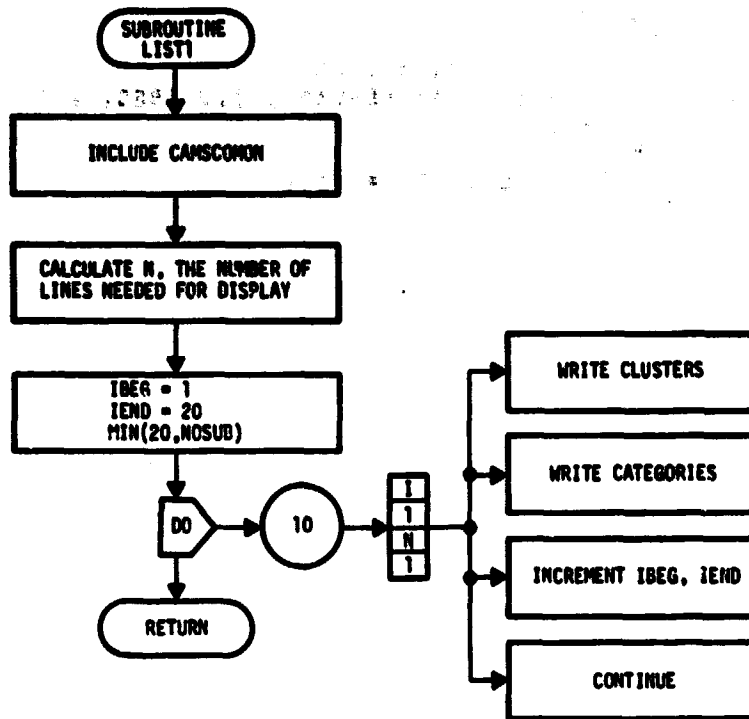 SUBROUTINE
LIST1
INCLUDE CAMSCOMON
CALCULATE N, THE NUMBER OF
LINES NEEDED FOR DISPLAY
IBEG = 1
IEND = 20
MIN(20,NOSUB)
DO
10
I
1
N
1
RETURN
WRITE CLUSTERS
WRITE CATEGORIES
INCREMENT IBEG, IEND
CONTINUE